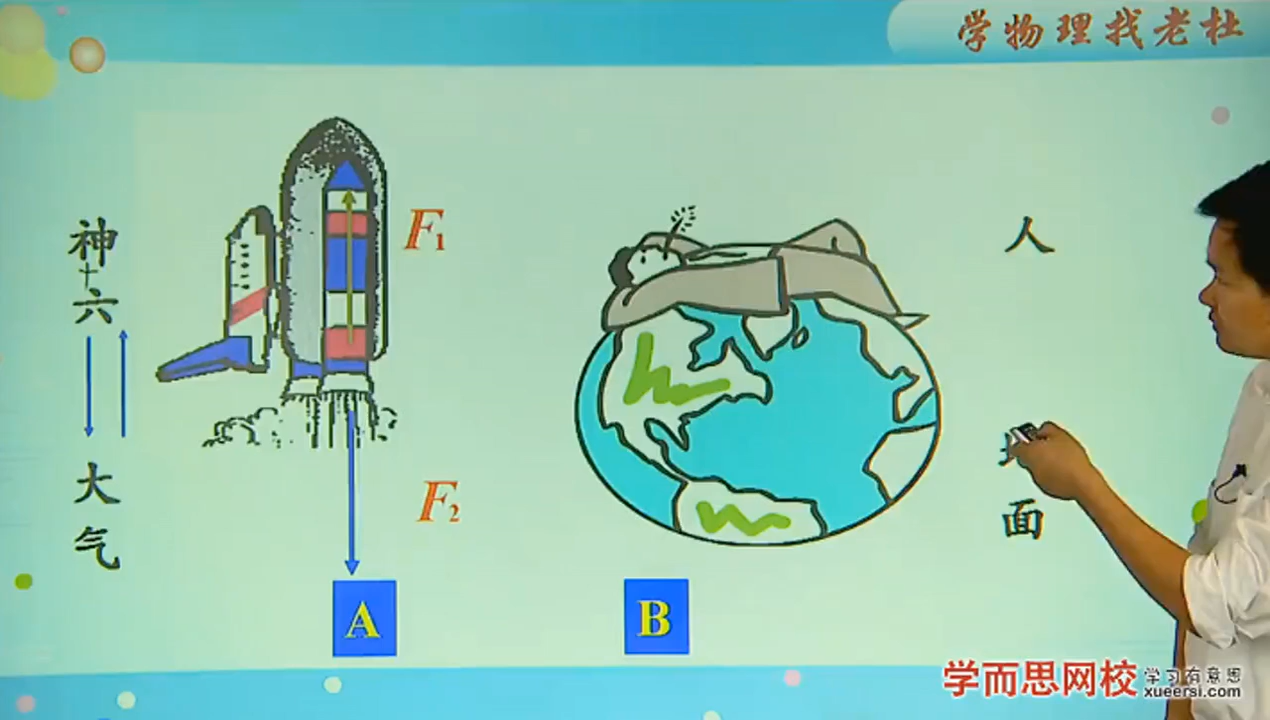 学物理找老杜
神
十
六
大
气
F1
F2
A
B
人
面
学而思网校
学习有意思
xueersi.com